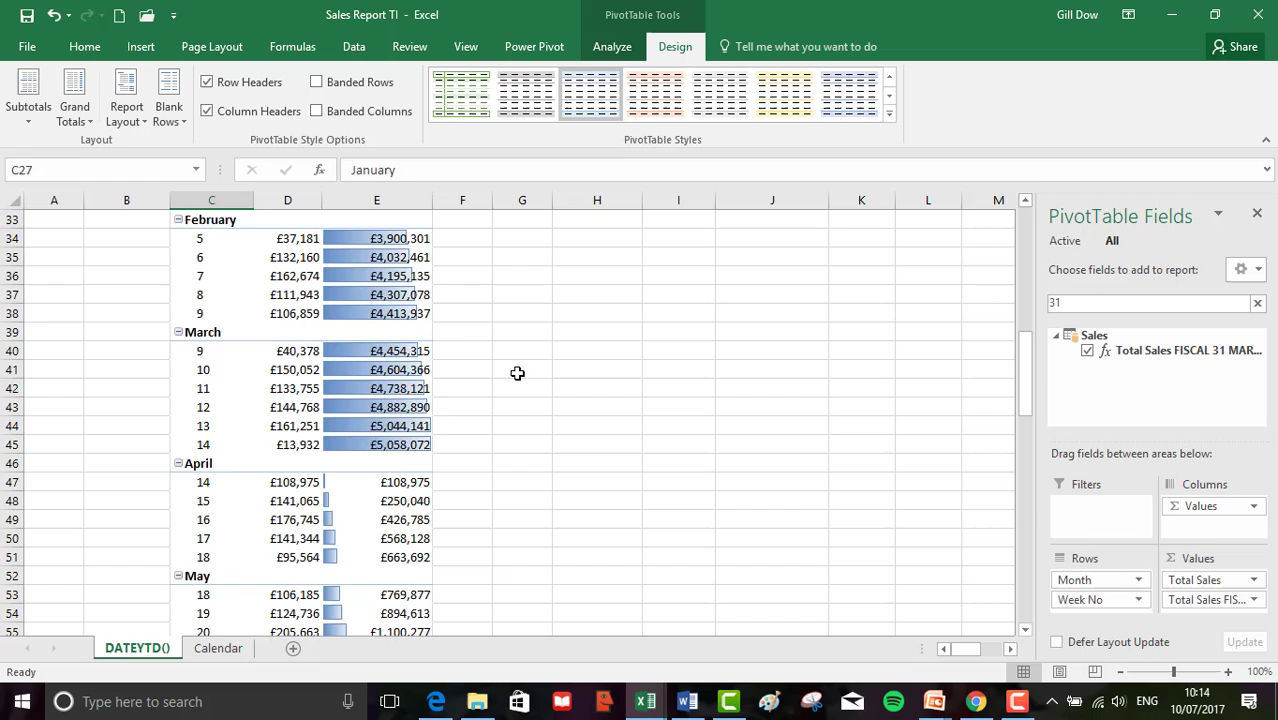 Sales Report TI - Excel
PivotTable Tools
Gill Dow
File Home Insert Page Layout Formulas Data Review View Power Pivot Analyze Design Tell me what you want to do Share
Subtotals
Grand Totals
Report Layout
Blank Rows
Layout
Row Headers
Banded Rows
Column Headers
Banded Columns
PivotTable Style Options
PivotTable Styles
C27 fx January
A B C D E F G H I J K L M
33 February
34 5 £37,181 £3,900,301
35 6 £132,160 £4,032,461
36 7 £162,674 £4,195,135
37 8 £111,943 £4,307,078
38 9 £106,859 £4,413,937
39 March
40 9 £40,378 £4,454,315
41 10 £150,052 £4,604,366
42 11 £133,755 £4,738,121
43 12 £144,768 £4,882,890
44 13 £161,251 £5,044,141
45 14 £13,932 £5,058,072
46 April
47 14 £108,975 £108,975
48 15 £141,065 £250,040
49 16 £176,745 £426,785
50 17 £141,344 £568,128
51 18 £95,564 £663,692
52 May
53 18 £106,185 £769,877
54 19 £124,736 £894,613
55 20 £205,663 £1,100,277
PivotTable Fields
Active All
Choose fields to add to report:
31
Sales
fx Total Sales FISCAL 31 MAR...
Drag fields between areas below:
Filters
Columns
Σ Values
Rows
Σ Values
Month
Total Sales
Week No
Total Sales FIS...
Defer Layout Update
Update
DATEYTD() Calendar
Ready
100%
Type here to search
ENG
10:14
10/07/2017